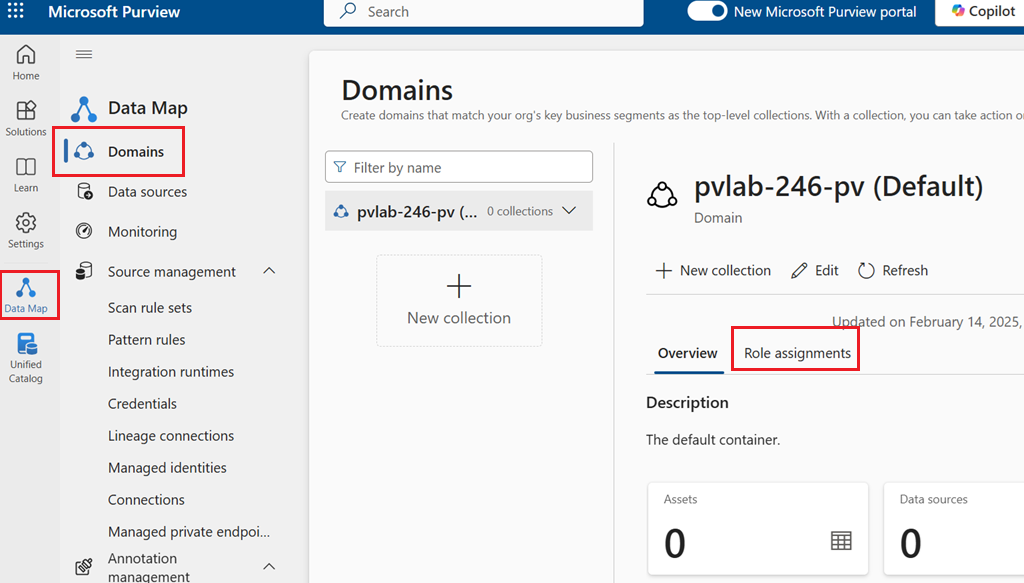 Microsoft Purview
Search
New Microsoft Purview portal
Copilot
Home
Solutions
Learn
Settings
Data Map
Unified
Catalog
Data Map
Domains
Data sources
Monitoring
Source management
Scan rule sets
Pattern rules
Integration runtimes
Credentials
Lineage connections
Managed identities
Connections
Managed private endpoi...
Annotation
management
Domains
Create domains that match your org's key business segments as the top-level collections. With a collection, you can take action o
Filter by name
pvlab-246-pv (... 0 collections
New collection
pvlab-246-pv (Default)
Domain
New collection Edit Refresh
Updated on February 14, 2025,
Overview Role assignments
Description
The default container.
Assets
0
Data sources
0